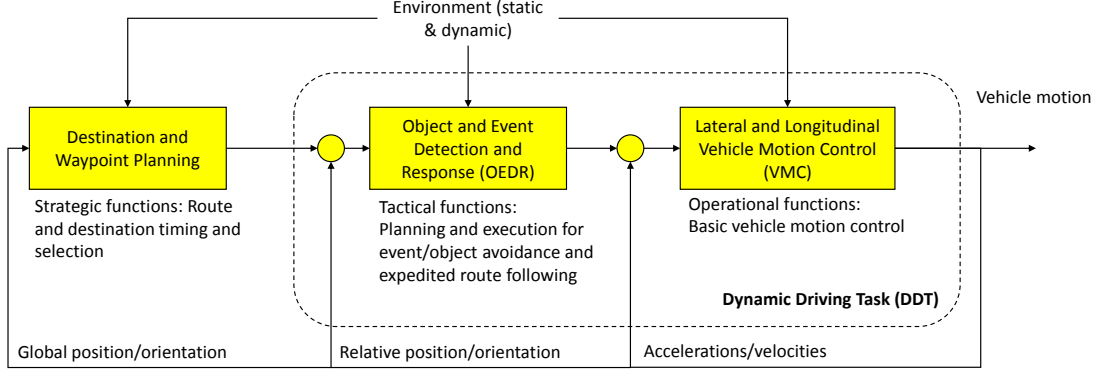 Environment (static
& dynamic)
Vehicle motion
Destination and
Waypoint Planning
Object and Event
Detection and
Response (OEDR)
Lateral and Longitudinal
Vehicle Motion Control
(VMC)
Strategic functions: Route
and destination timing and
selection
Tactical functions:
Planning and execution for
event/object avoidance and
expedited route following
Operational functions:
Basic vehicle motion control
Dynamic Driving Task (DDT)
Global position/orientation
Relative position/orientation
Accelerations/velocities